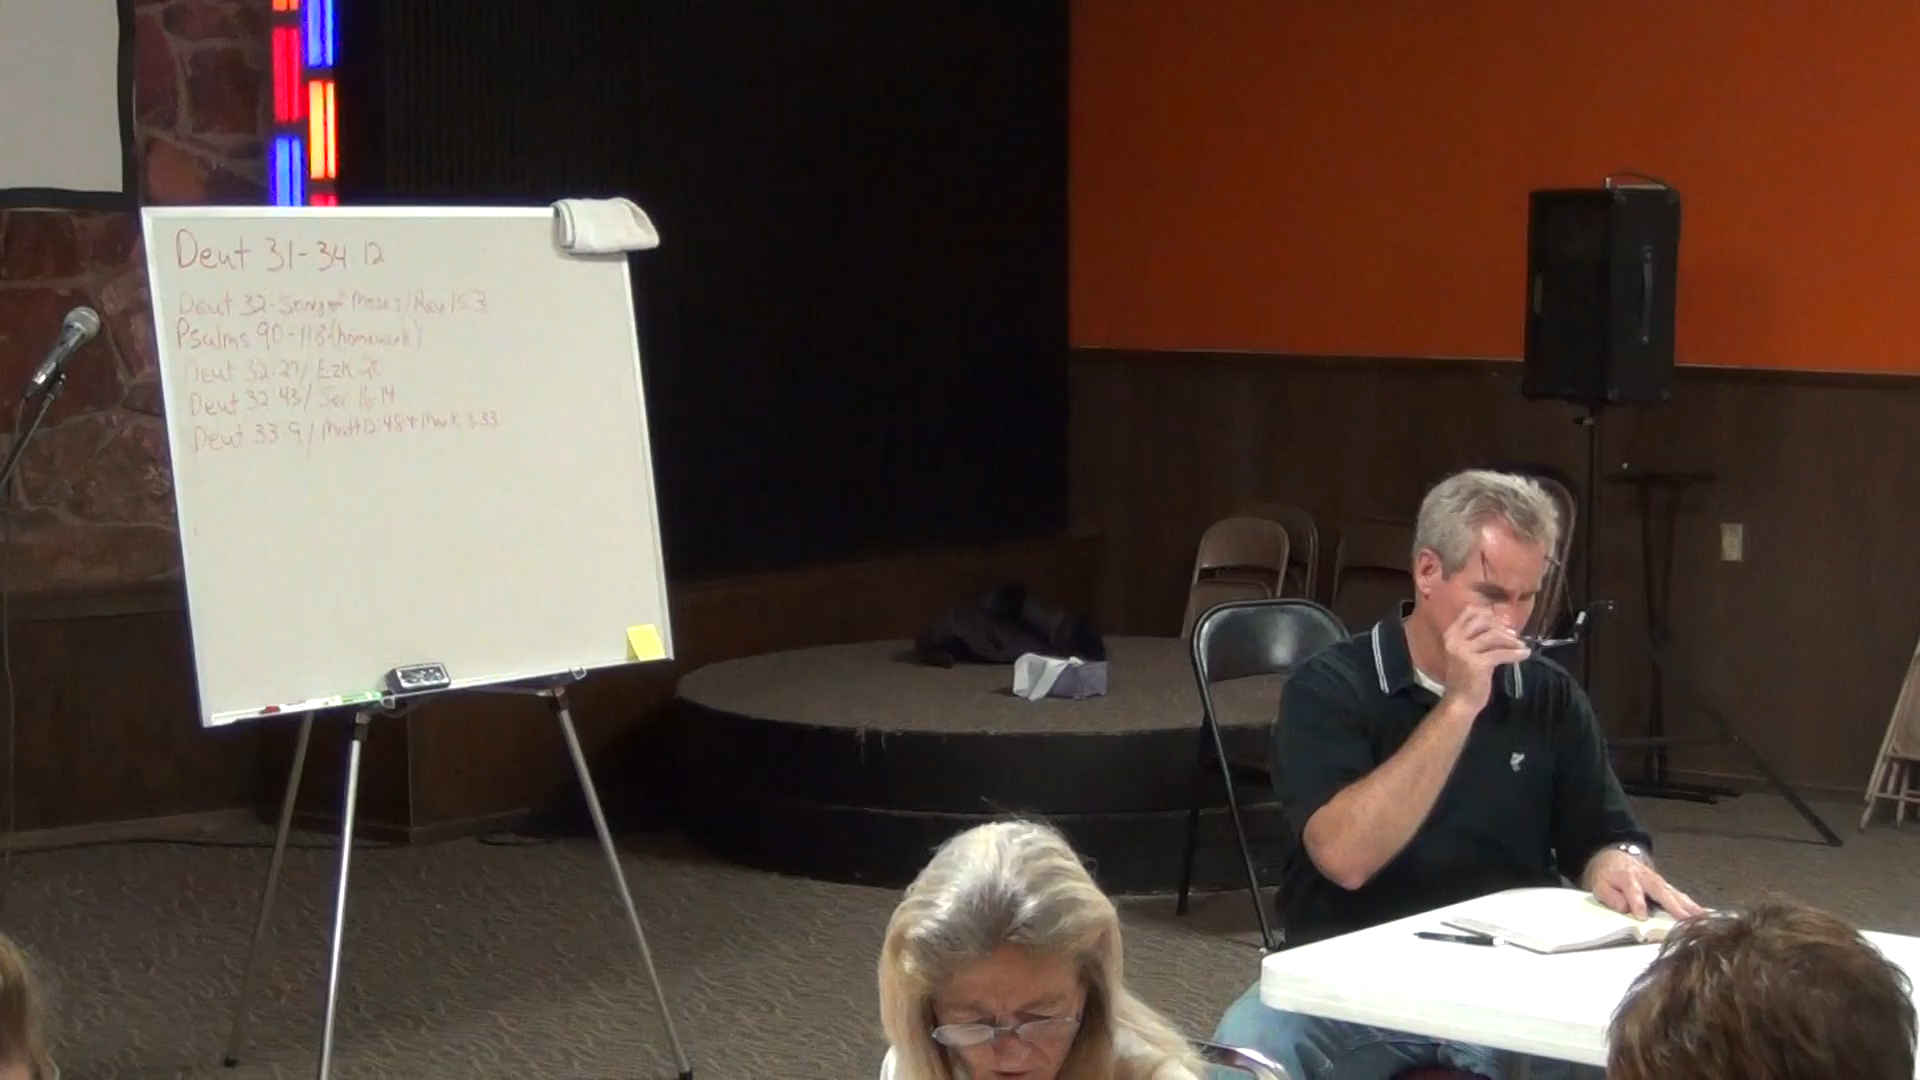 Deut 31-34 12
Deut 32-Song of Moses/Rev 15:3
Psalms 90-118 (homework)
Deut 32:27/ Ezk 20
Deut 32:43/
Deut 33:9/ Matt 12:48 + Mark 3:33